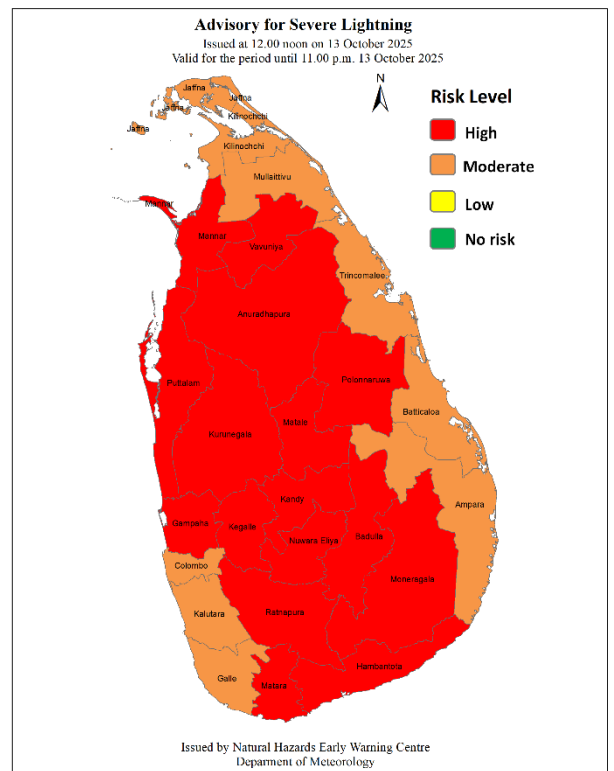 Advisory for Severe Lightning
Issued at 12.00 noon on 13 October 2025
Valid for the period until 11.00 p.m. 13 October 2025
N
Risk Level
High
Moderate
Low
No risk
Jaffna
Jaffna
Jaffna
Kilinochchi
Jaffna
Kilinochchi
Mullaittivu
Mannar
Mannar
Vavuniya
Trincomalee
Anuradhapura
Polonnaruwa
Puttalam
Batticaloa
Matale
Kurunegala
Kandy
Ampara
Gampaha
Kegalle
Nuwara Eliya
Badulla
Colombo
Moneregala
Kalutara
Ratnapura
Hambantota
Galle
Matara
Issued by Natural Hazards Early Warning Centre
Deparment of Meteorology